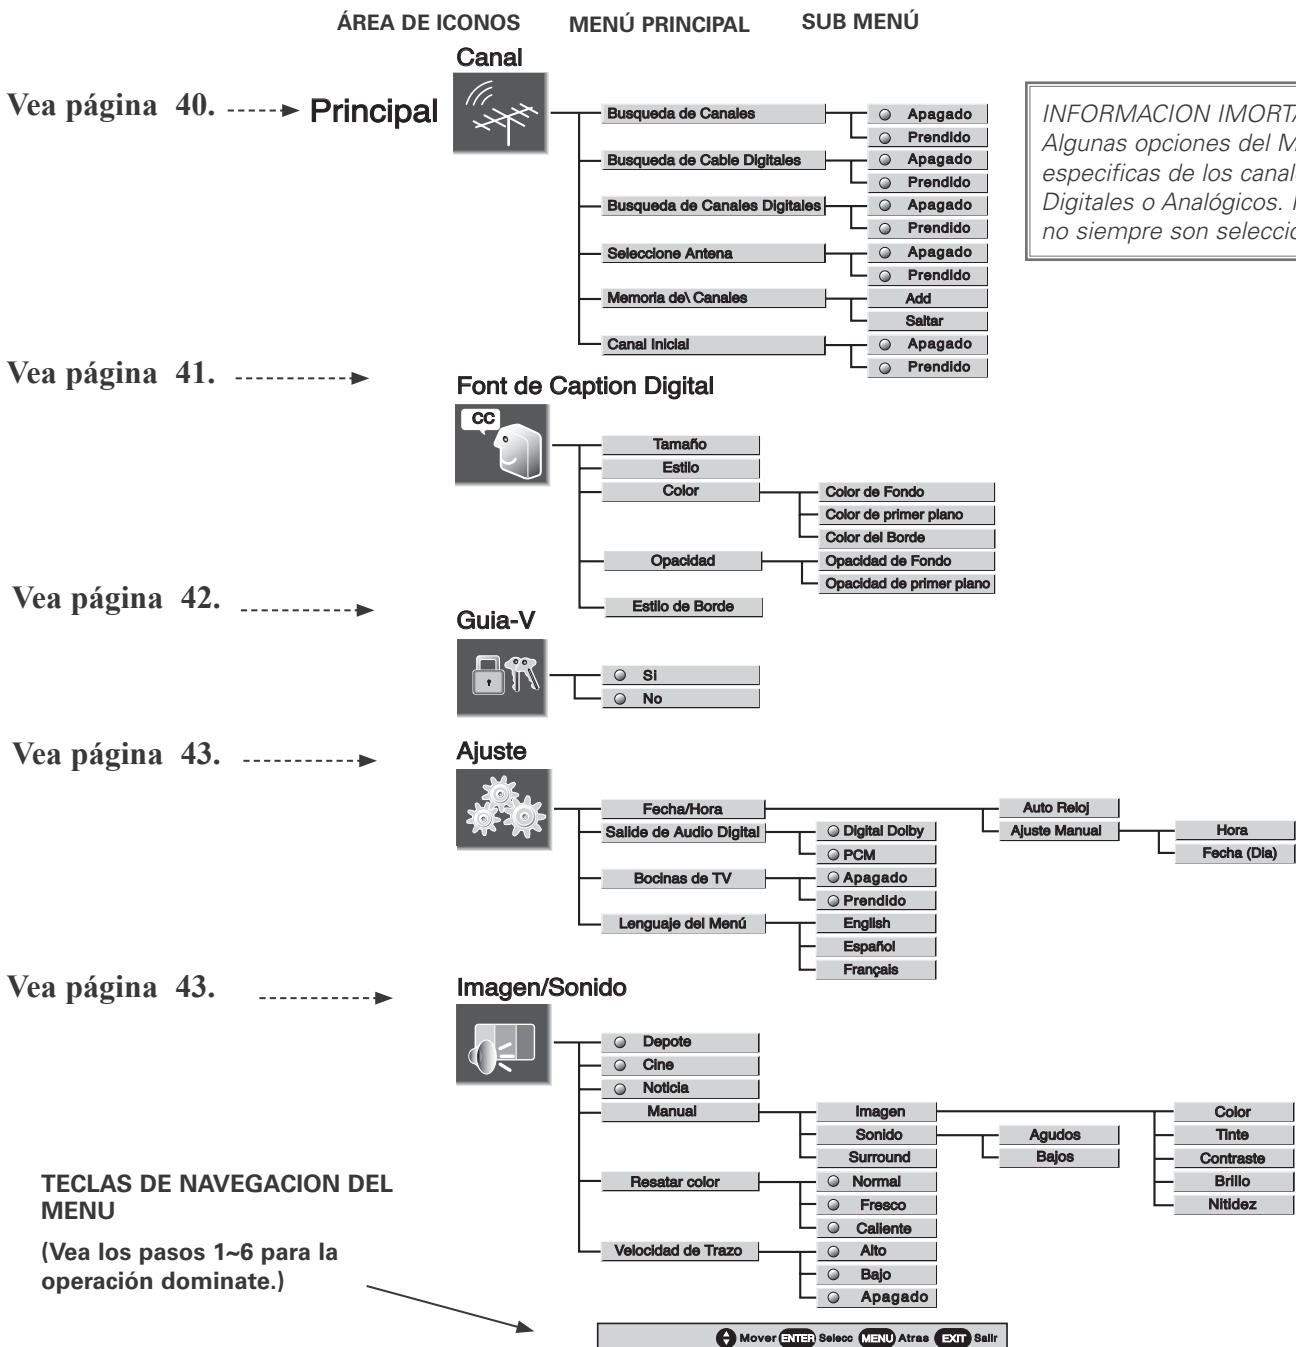 ÁREA DE ICONOS MENÚ PRINCIPAL SUB MENÚ
Canal
Vea página 40. Principal
Busqueda de Canales
Apagado
Prendido
Busqueda de Cable Digitales
Apagado
Prendido
Busqueda de Canales Digitales
Apagado
Prendido
Seleccione Antena
Apagado
Prendido
Memoria de\ Canales
Add
Saltar
Canal Inicial
Apagado
Prendido
INFORMACION IMORTA
Algunas opciones del M
especificas de los canal
Digitales o Analógicos.
no siempre son seleccio
Vea página 41.
Font de Caption Digital
CC
Tamaño
Estilo
Color
Color de Fondo
Color de primer plano
Color del Borde
Opacidad
Opacidad de Fondo
Opacidad de primer plano
Estilo de Borde
Vea página 42.
Guia-V
Si
No
Vea página 43.
Ajuste
Fecha/Hora
Auto Reloj
Ajuste Manual
Hora
Fecha (Dia)
Salide de Audio Digital
Digital Dolby
PCM
Bocinas de TV
Apagado
Prendido
Lenguaje del Menú
English
Español
Français
Vea página 43.
Imagen/Sonido
Depote
Cine
Noticia
Manual
Imagen
Color
Tinte
Contraste
Brillo
Nitidez
Sonido
Agudos
Bajos
Surround
Resatar color
Normal
Fresco
Caliente
Velocidad de Trazo
Alto
Bajo
Apagado
TECLAS DE NAVEGACION DEL
MENU
(Vea los pasos 1~6 para la
operación dominate.)
Mover ENTER Selecc MENU Atras EXIT Salir